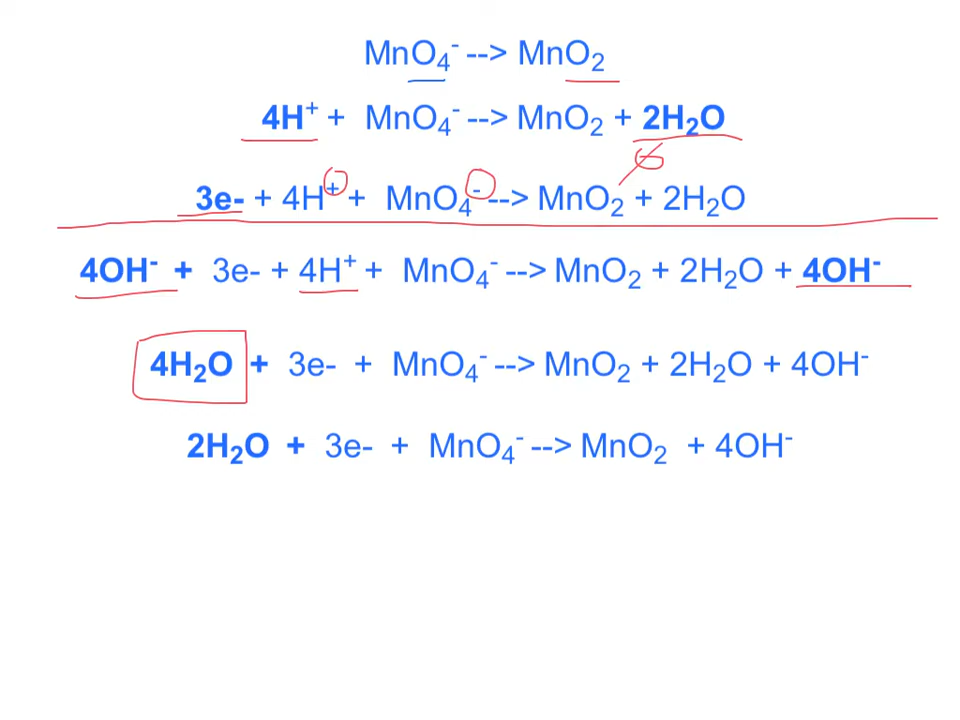 MnO₄⁻ --> MnO₂
4H⁺ + MnO₄⁻ --> MnO₂ + 2H₂O
3e- + 4H⁺ + MnO₄⁻ --> MnO₂ + 2H₂O
4OH⁻ + 3e- + 4H⁺ + MnO₄⁻ --> MnO₂ + 2H₂O + 4OH⁻
4H₂O + 3e- + MnO₄⁻ --> MnO₂ + 2H₂O + 4OH⁻
2H₂O + 3e- + MnO₄⁻ --> MnO₂ + 4OH⁻